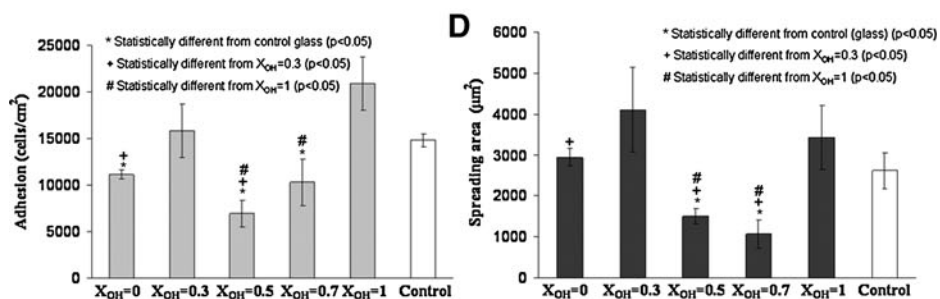 * Statistically different from control glass (p<0.05)
+ Statistically different from XOH=0.3 (p<0.05)
# Statistically different from XOH=1 (p<0.05)
Adhesion (cells/cm²)
25000
20000
15000
10000
5000
0
+
*
#
+
*
#
*
XOH=0 XOH=0.3 XOH=0.5 XOH=0.7 XOH=1 Control
D
* Statistically different from control (glass) (p<0.05)
+ Statistically different from XOH=0.3 (p<0.05)
# Statistically different from XOH=1 (p<0.05)
Spreading area (μm²)
6000
5000
4000
3000
2000
1000
0
+
#
+
*
#
+
*
XOH=0 XOH=0.3 XOH=0.5 XOH=0.7 XOH=1 Control